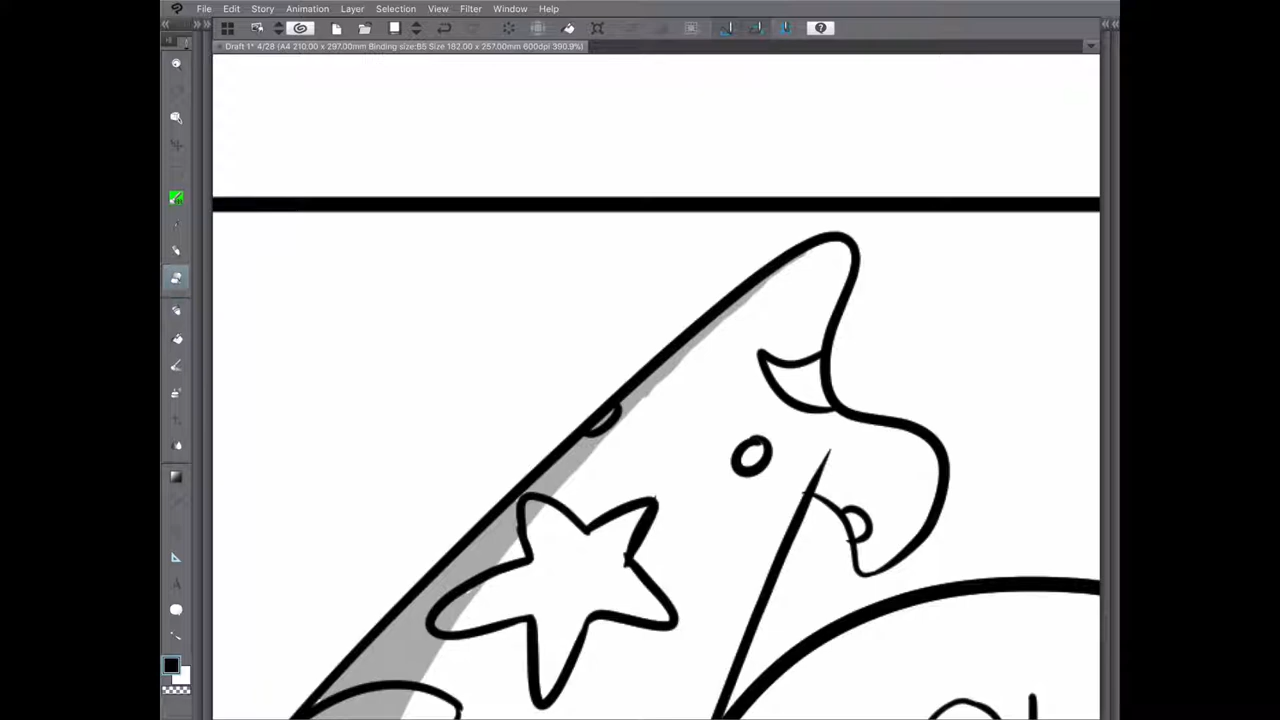 File Edit Story Animation Layer Selection View Filter Window Help
Draft 1* 4/28 (A4 210.00 x 297.00mm Binding size:B5 Size 182.00 x 257.00mm 600dpi 390.9%)